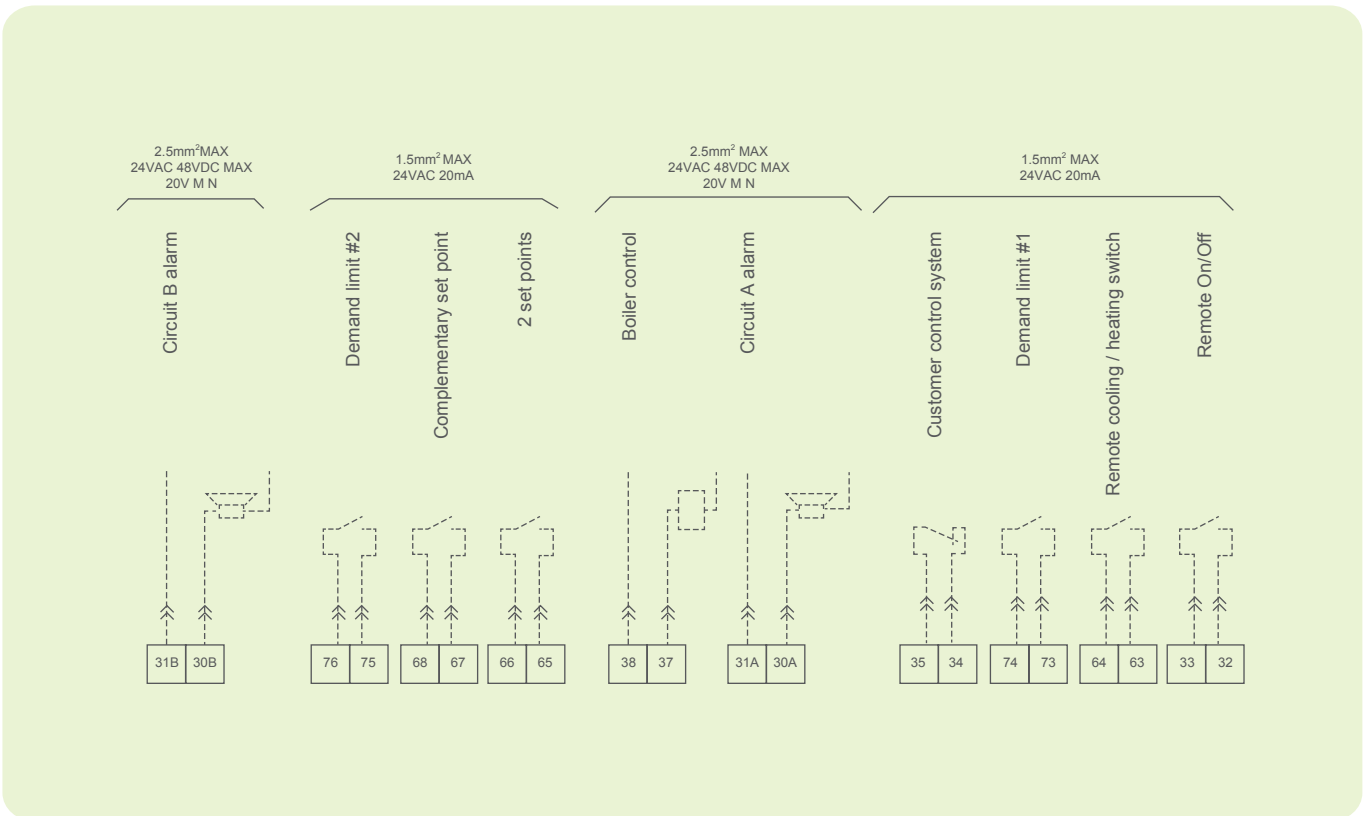 2.5mm²MAX
24VAC 48VDC MAX
20V M N
1.5mm² MAX
24VAC 20mA
2.5mm² MAX
24VAC 48VDC MAX
20V M N
1.5mm² MAX
24VAC 20mA
Circuit B alarm
Demand limit #2
Complementary set point
2 set points
Boiler control
Circuit A alarm
Customer control system
Demand limit #1
Remote cooling / heating switch
Remote On/Off
31B 30B
76 75
68 67
66 65
38 37
31A 30A
35 34
74 73
64 63
33 32